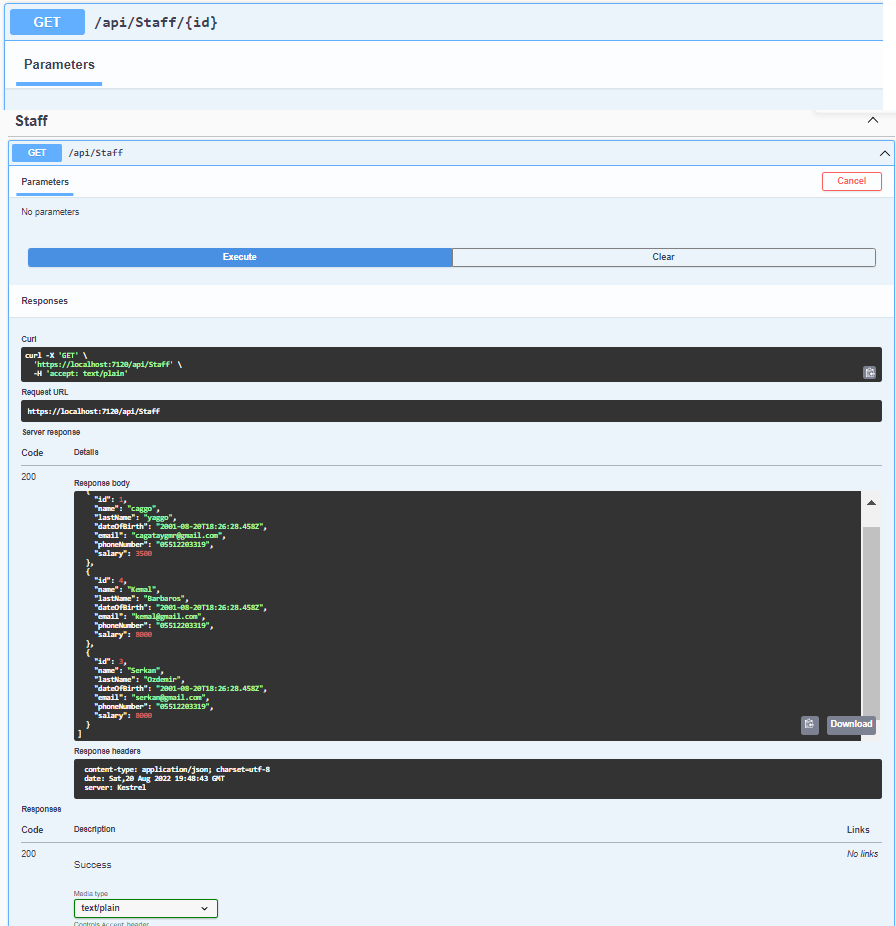 GET /api/Staff/{id}
Parameters
Staff
GET /api/Staff
Parameters Cancel
No parameters
Execute Clear
Responses
Curl
curl -X 'GET' \
'https://localhost:7120/api/Staff' \
-H 'accept: text/plain'
Request URL
https://localhost:7120/api/Staff
Server response
Code Details
200
Response body
{
"id": 1,
"name": "caggo",
"lastName": "yaggo",
"dateOfBirth": "2001-08-20T18:26:28.458Z",
"email": "cagataygmr@gmail.com",
"phoneNumber": "05512203319",
"salary": 3500
},
{
"id": 4,
"name": "Kemal",
"lastName": "Barbaros",
"dateOfBirth": "2001-08-20T18:26:28.458Z",
"email": "kemal@gmail.com",
"phoneNumber": "05512203319",
"salary": 8000
},
{
"id": 3,
"name": "Serkan",
"lastName": "Ozdemir",
"dateOfBirth": "2001-08-20T18:26:28.458Z",
"email": "serkan@gmail.com",
"phoneNumber": "05512203319",
"salary": 8000
}
]
Download
Response headers
content-type: application/json; charset=utf-8
date: Sat,20 Aug 2022 19:48:43 GMT
server: Kestrel
Responses
Code Description Links
200 No links
Success
Media type
text/plain
Controls Accept header